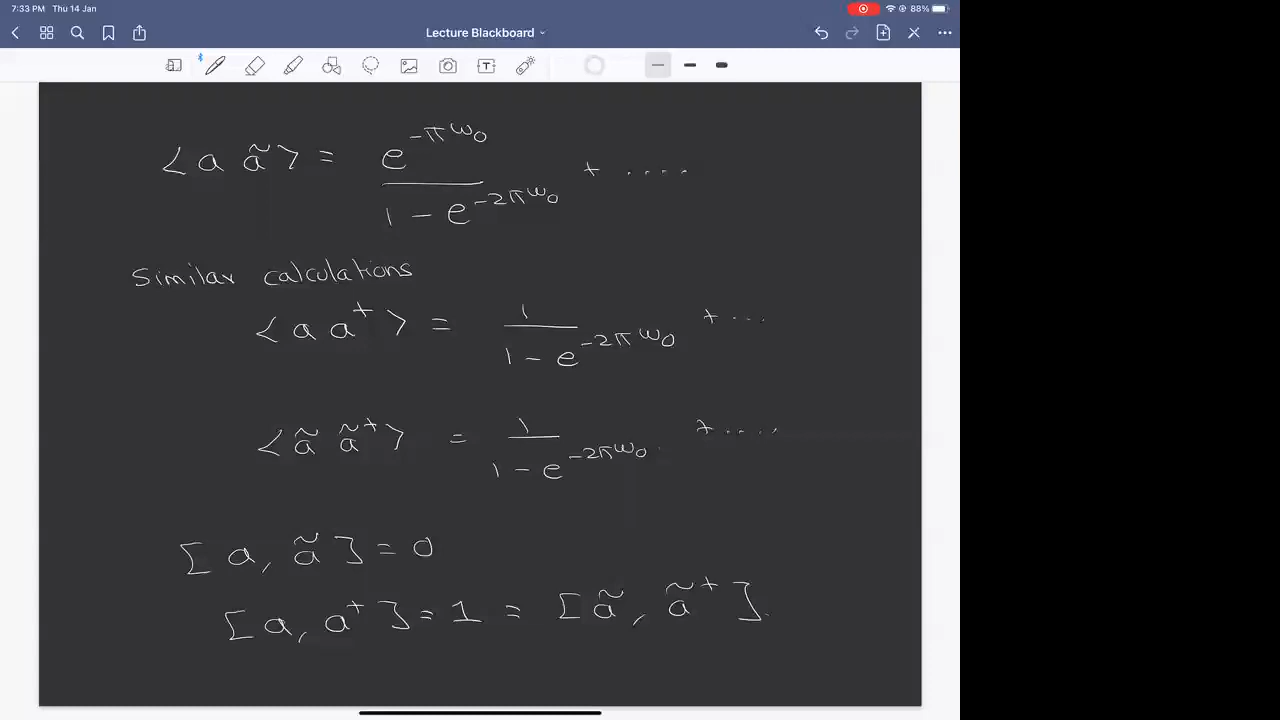 7:33 PM Thu 14 Jan 88%
Lecture Blackboard
< a ã > = e^{-πω₀} / (1 - e^{-2πω₀}) + ....
Similar calculations
< a a† > = 1 / (1 - e^{-2πω₀}) + ...
< ã ㆠ> = 1 / (1 - e^{-2πω₀}) + ....
[ a, ã ] = 0
[ a, a† ] = 1 = [ ã, ㆠ].